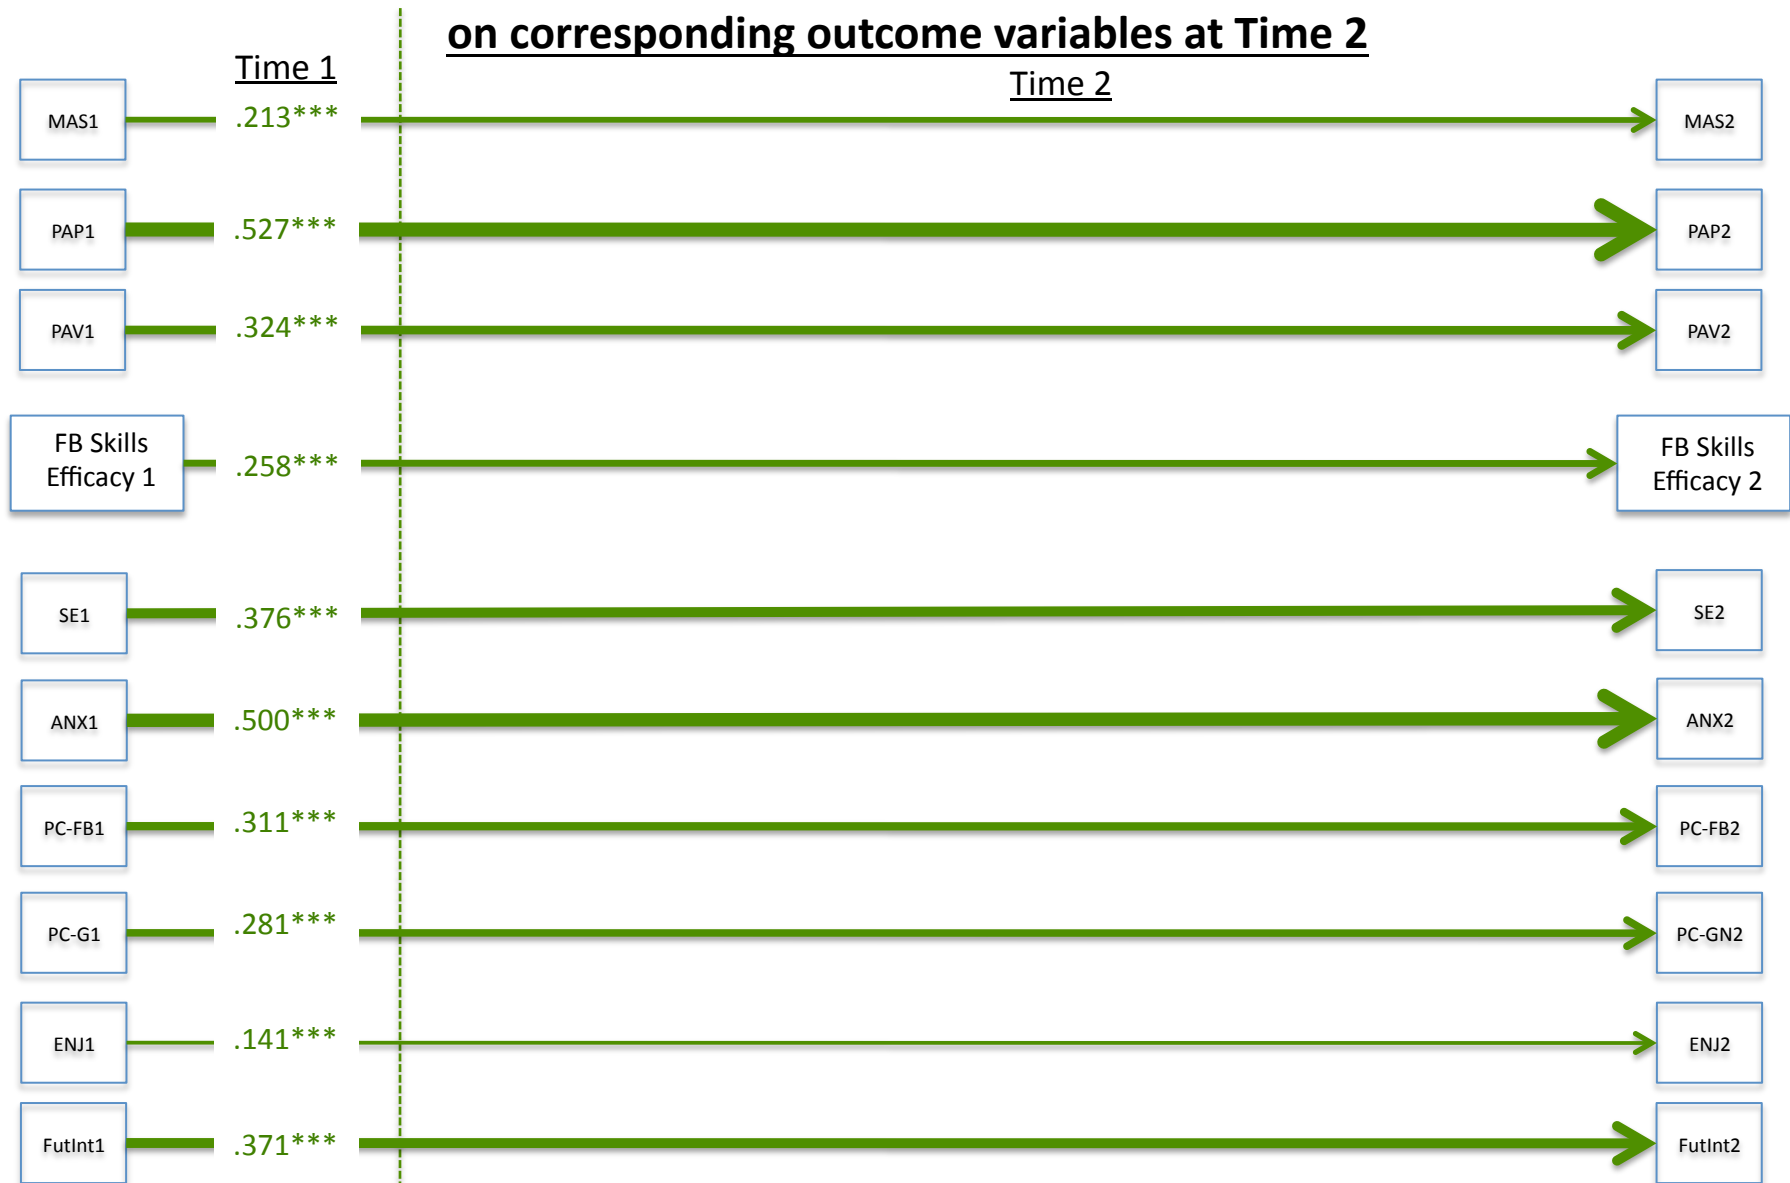 on corresponding outcome variables at Time 2
Time 1
Time 2
MAS1
.213***
MAS2
PAP1
.527***
PAP2
PAV1
.324***
PAV2
FB Skills
Efficacy 1
.258***
FB Skills
Efficacy 2
SE1
.376***
SE2
ANX1
.500***
ANX2
PC-FB1
.311***
PC-FB2
PC-G1
.281***
PC-GN2
ENJ1
.141***
ENJ2
FutInt1
.371***
FutInt2